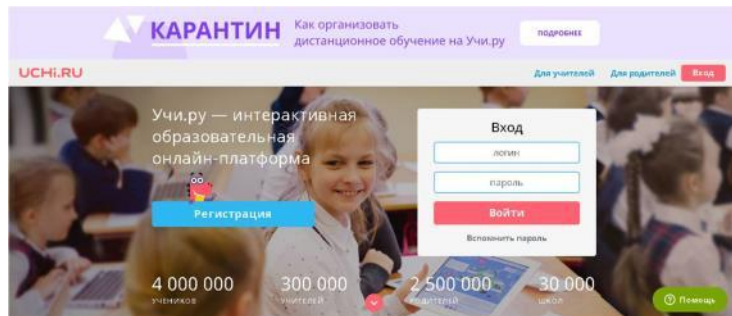 КАРАНТИН
Как организовать
дистанционное обучение на Учи.ру
ПОДРОБНЕЕ
UCHi.RU
Для учителей
Для родителей
Вход
Учи.ру — интерактивная
образовательная
онлайн-платформа
Регистрация
Вход
логин
пароль
Войти
Вспомнить пароль
4 000 000
УЧЕНИКОВ
300 000
УЧИТЕЛЕЙ
2 500 000
РОДИТЕЛЕЙ
30 000
ШКОЛ
Помощь